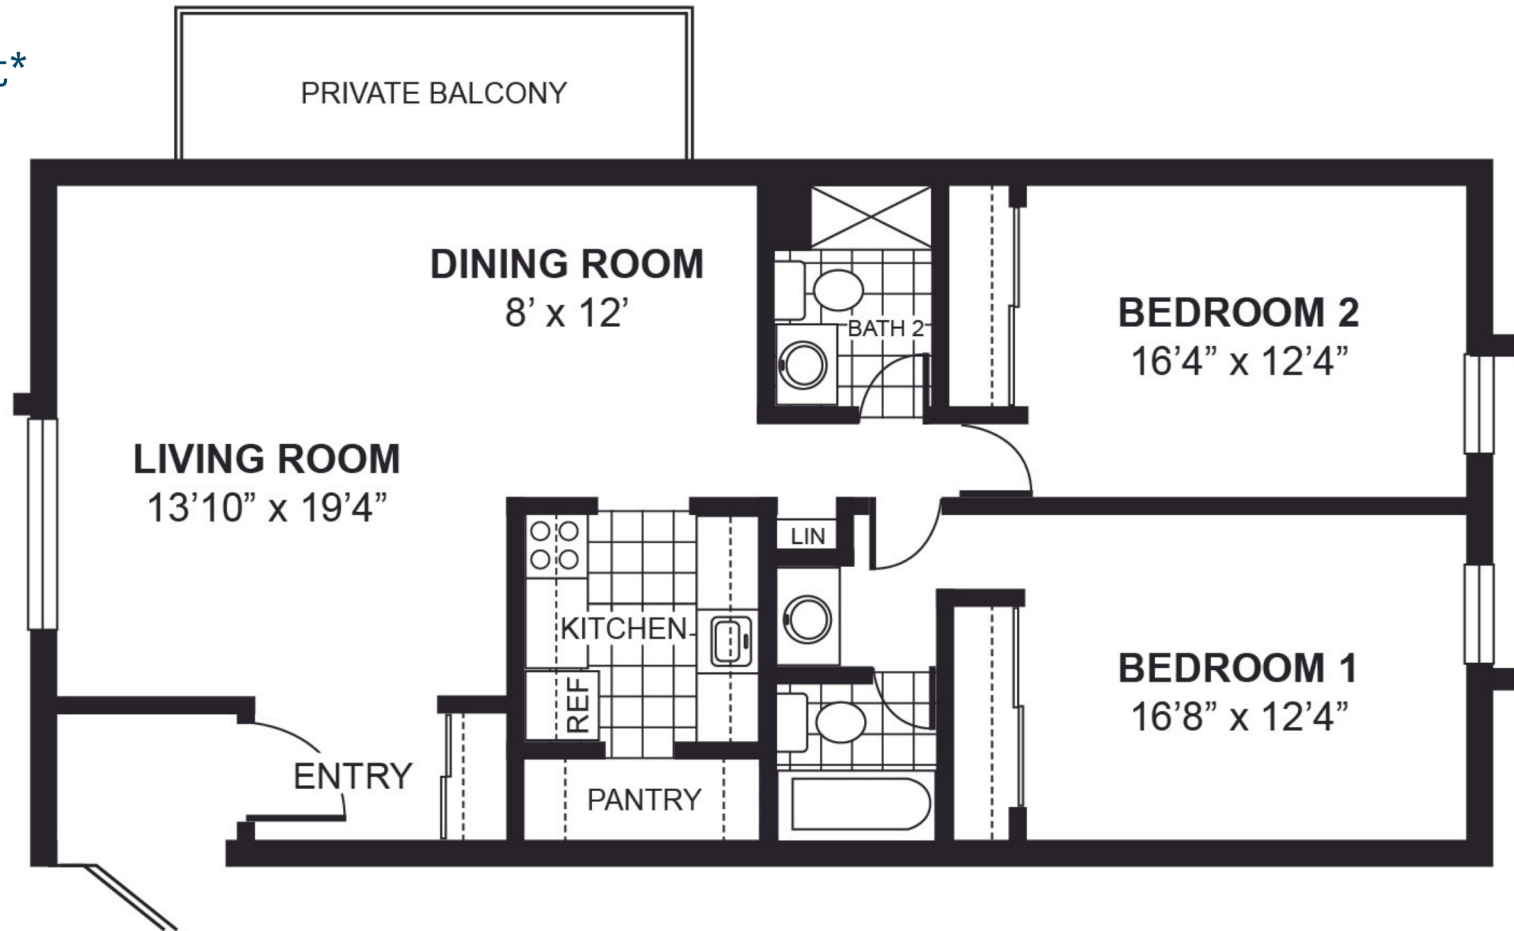 t*
PRIVATE BALCONY
DINING ROOM
8’ x 12’
BATH 2
BEDROOM 2
16’4” x 12’4”
LIVING ROOM
13’10” x 19’4”
LIN
KITCHEN
REF
BEDROOM 1
16’8” x 12’4”
ENTRY
PANTRY